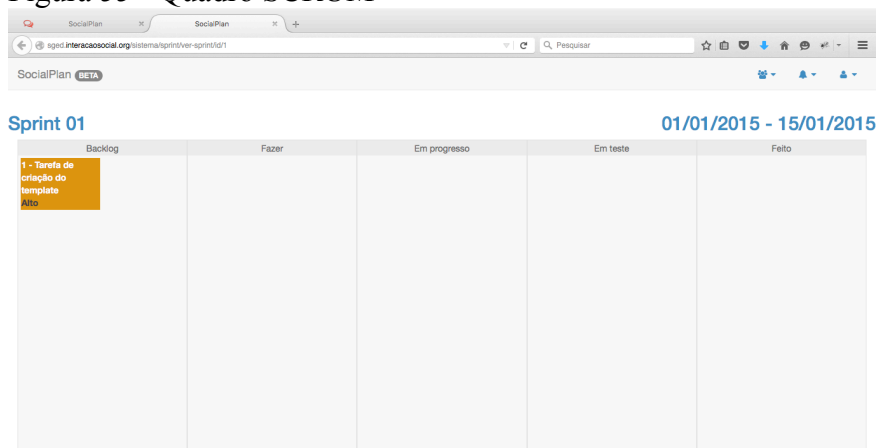 SocialPlan
SocialPlan
sged.interacaosocial.org/sistema/sprint/ver-sprint/id/1
Pesquisar
SocialPlan BETA
Sprint 01
01/01/2015 - 15/01/2015
Backlog
Fazer
Em progresso
Em teste
Feito
1 - Tarefa de
criação do
template
Alto